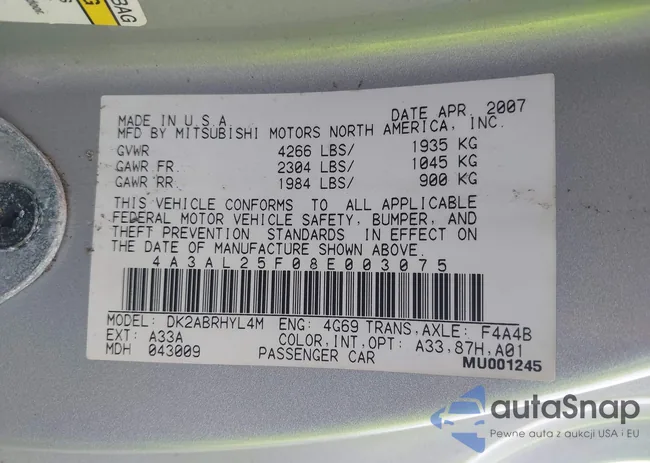 BAG
MADE IN U.S.A. DATE APR, 2007
MFD BY MITSUBISHI MOTORS NORTH AMERICA, INC.
GVWR 4266 LBS/ 1935 KG
GAWR FR. 2304 LBS/ 1045 KG
GAWR RR. 1984 LBS/ 900 KG
THIS VEHICLE CONFORMS TO ALL APPLICABLE
FEDERAL MOTOR VEHICLE SAFETY, BUMPER, AND
THEFT PREVENTION STANDARDS IN EFFECT ON
THE DATE OF MANUFACTURE SHOWN ABOVE.
4A3AL25F08E003075
MODEL: DK2ABRHYL4M ENG: 4G69 TRANS,AXLE: F4A4B
EXT: A33A COLOR,INT,OPT: A33,87H,A01
MDH 043009 PASSENGER CAR MU001245
autaSnap
Pewne auta z aukcji USA i EU